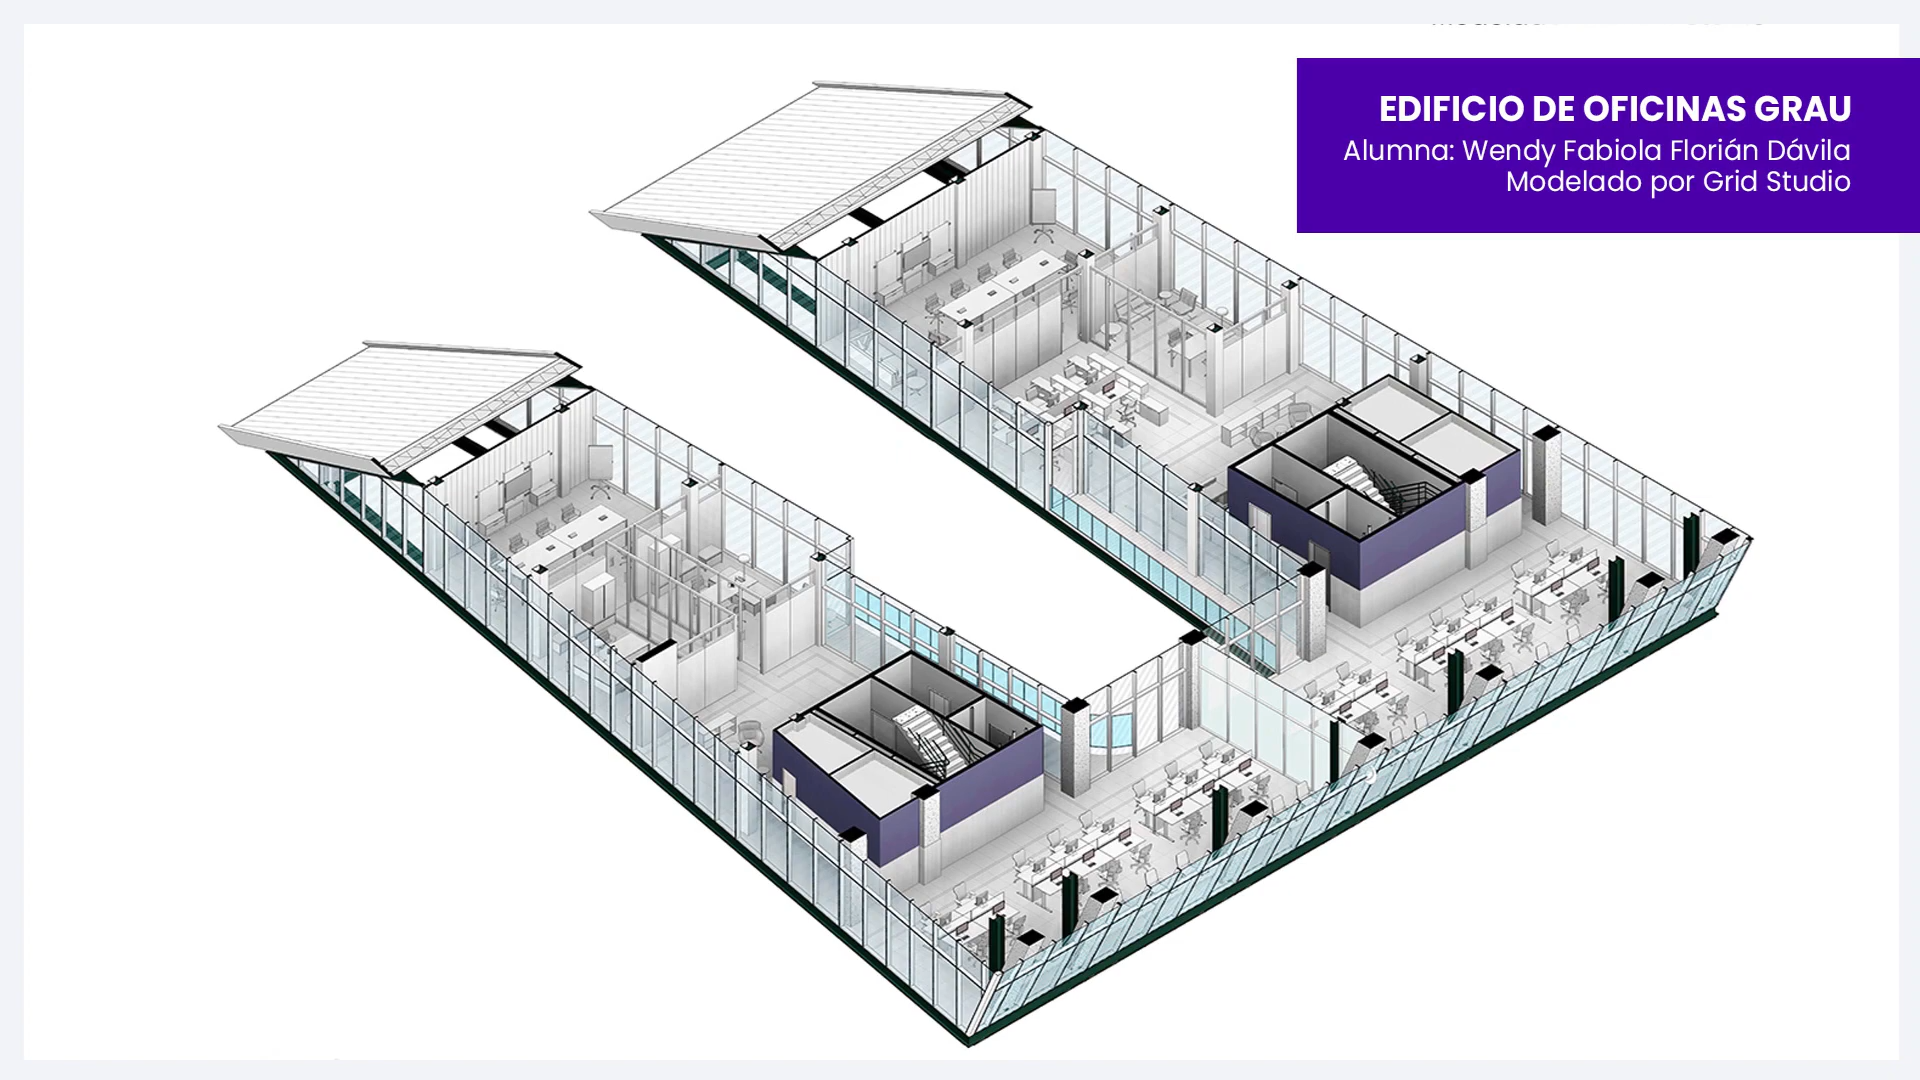 EDIFICIO DE OFICINAS GRAU
Alumna: Wendy Fabiola Florián Dávila
Modelado por Grid Studio